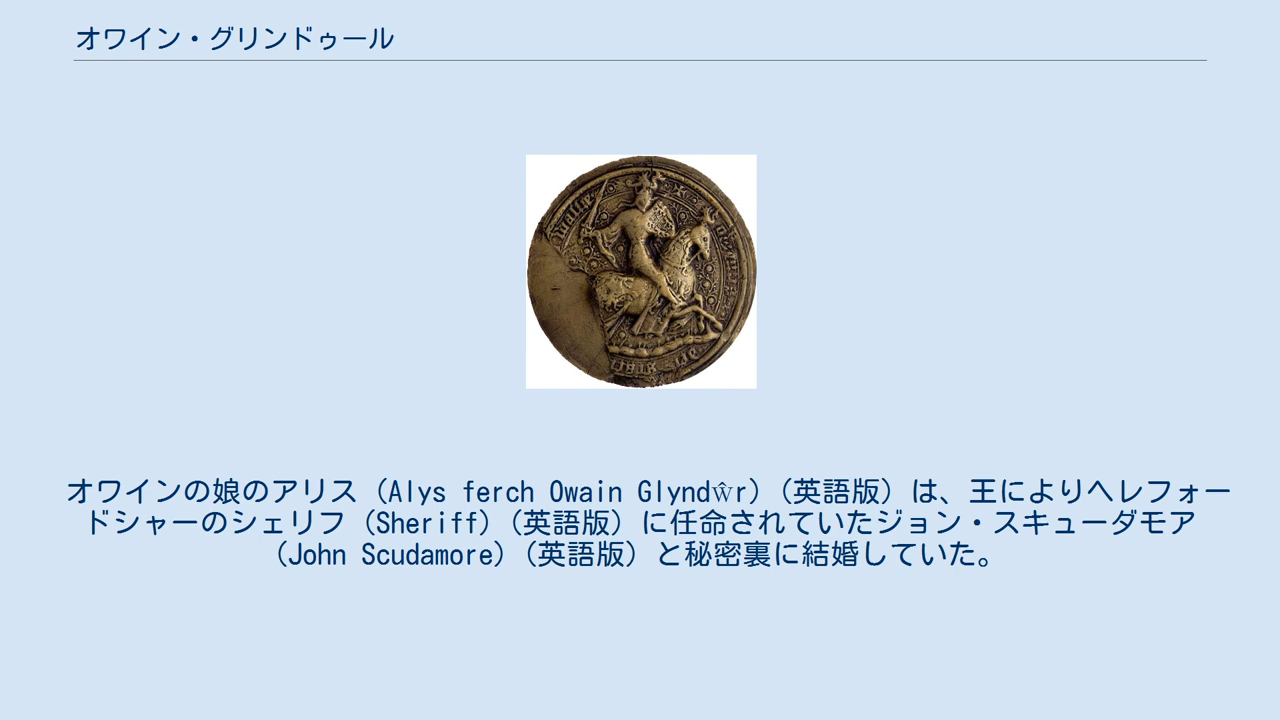 オワイン・グリンドゥール
オワインの娘のアリス（Alys ferch Owain Glyndŵr）（英語版）は、王によりヘレフォー
ドシャーのシェリフ（Sheriff）（英語版）に任命されていたジョン・スキューダモア
（John Scudamore）（英語版）と秘密裏に結婚していた。